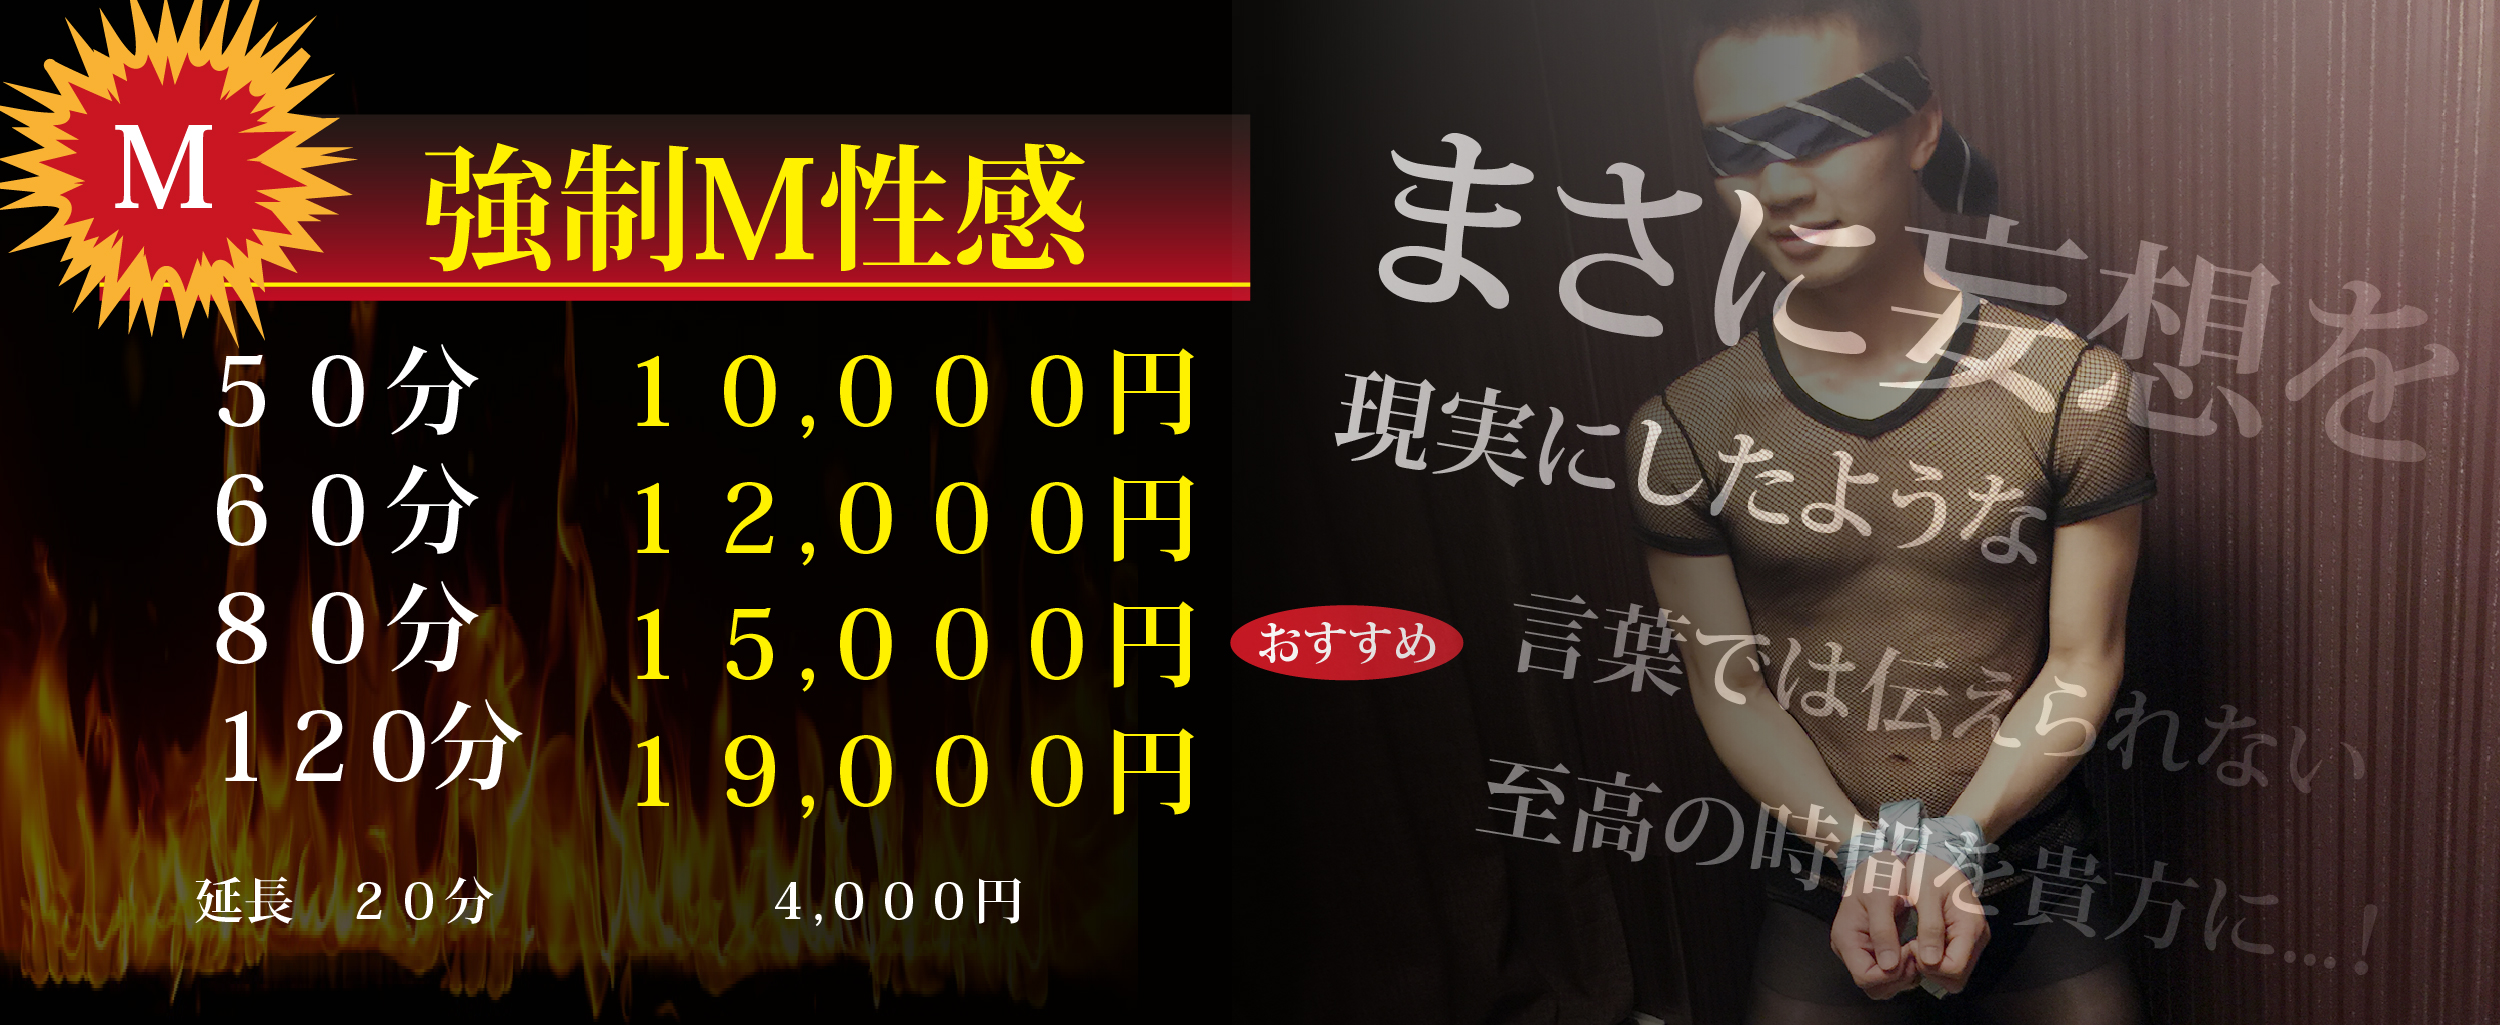 M
強制M性感
５０分 １０,０００円
６０分 １２,０００円
８０分 １５,０００円 おすすめ
１２０分 １９,０００円
延長 ２０分 ４,０００円
まさに妄想を
現実にしたような
言葉では伝えられない
至高の時間を貴方に...！